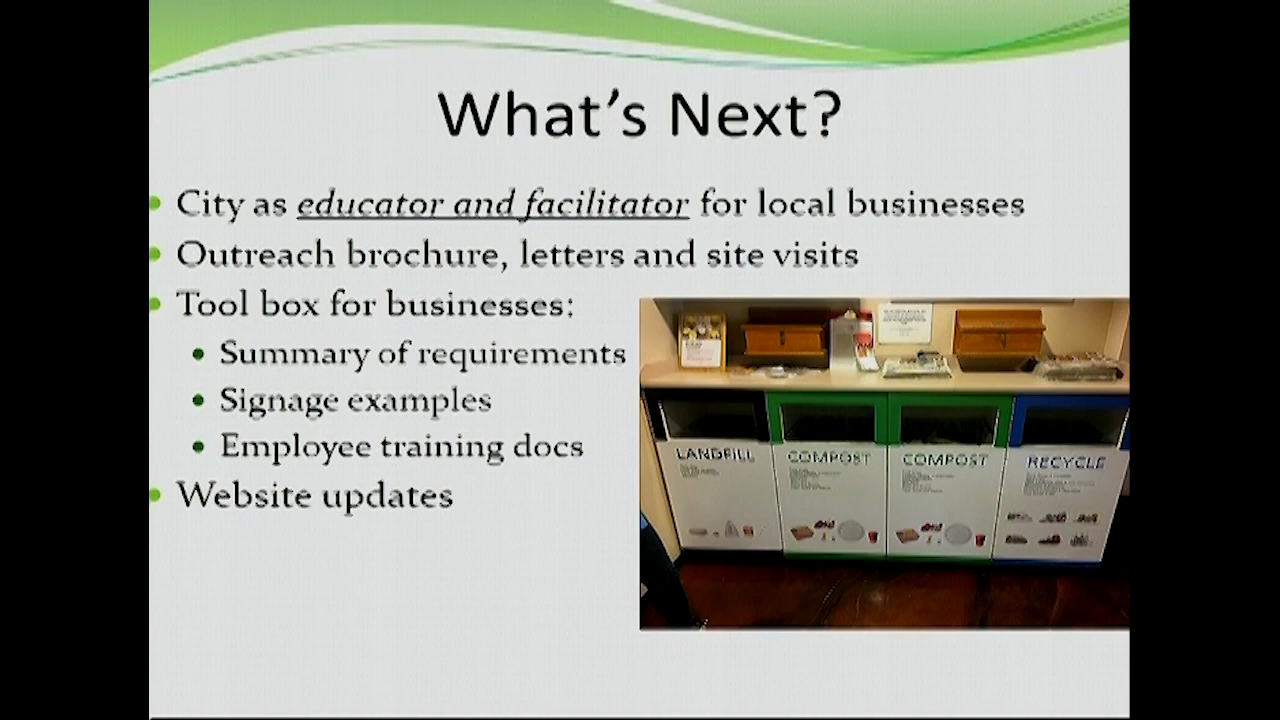 What's Next?
City as educator and facilitator for local businesses
Outreach brochure, letters and site visits
Tool box for businesses:
Summary of requirements
Signage examples
Employee training docs
Website updates
LANDFILL
COMPOST
COMPOST
RECYCLE